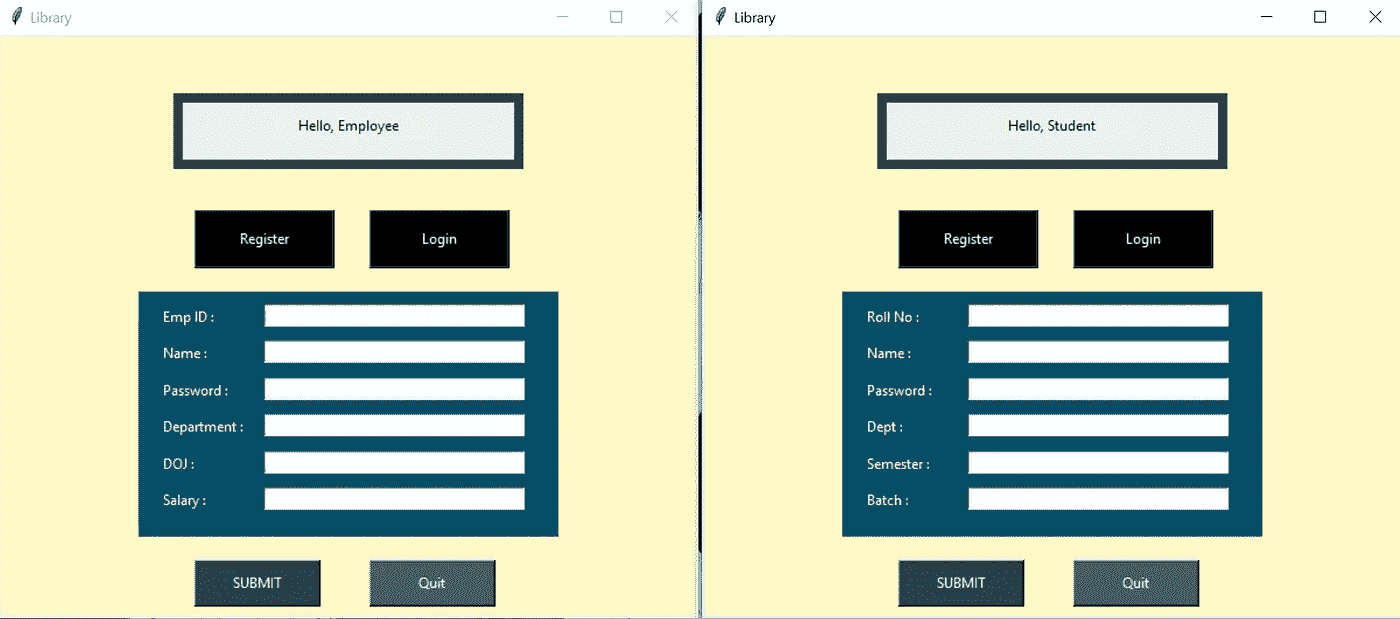 Library
Hello, Employee
Register
Login
Emp ID :
Name :
Password :
Department :
DOJ :
Salary :
SUBMIT
Quit
Library
Hello, Student
Register
Login
Roll No :
Name :
Password :
Dept :
Semester :
Batch :
SUBMIT
Quit